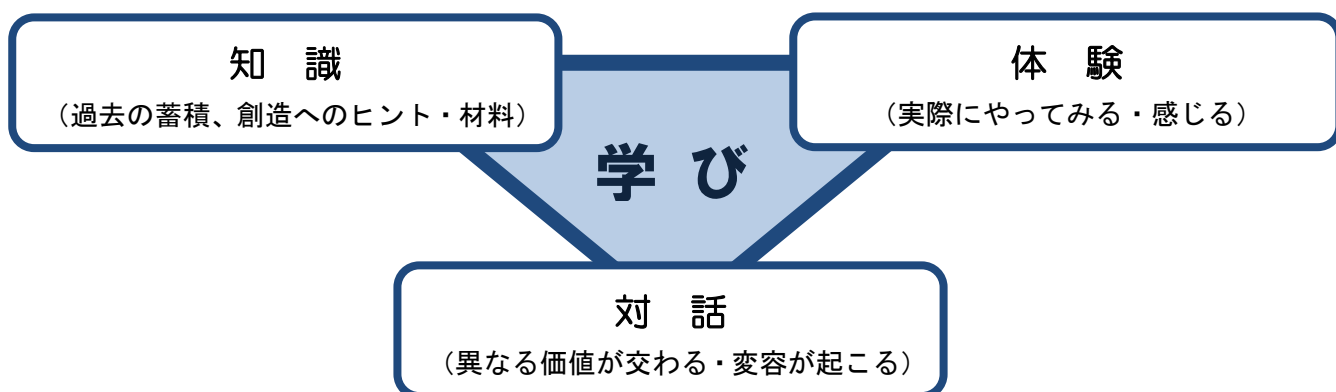 知　識
（過去の蓄積、創造へのヒント・材料）
体　験
（実際にやってみる・感じる）
学 び
対　話
（異なる価値が交わる・変容が起こる）